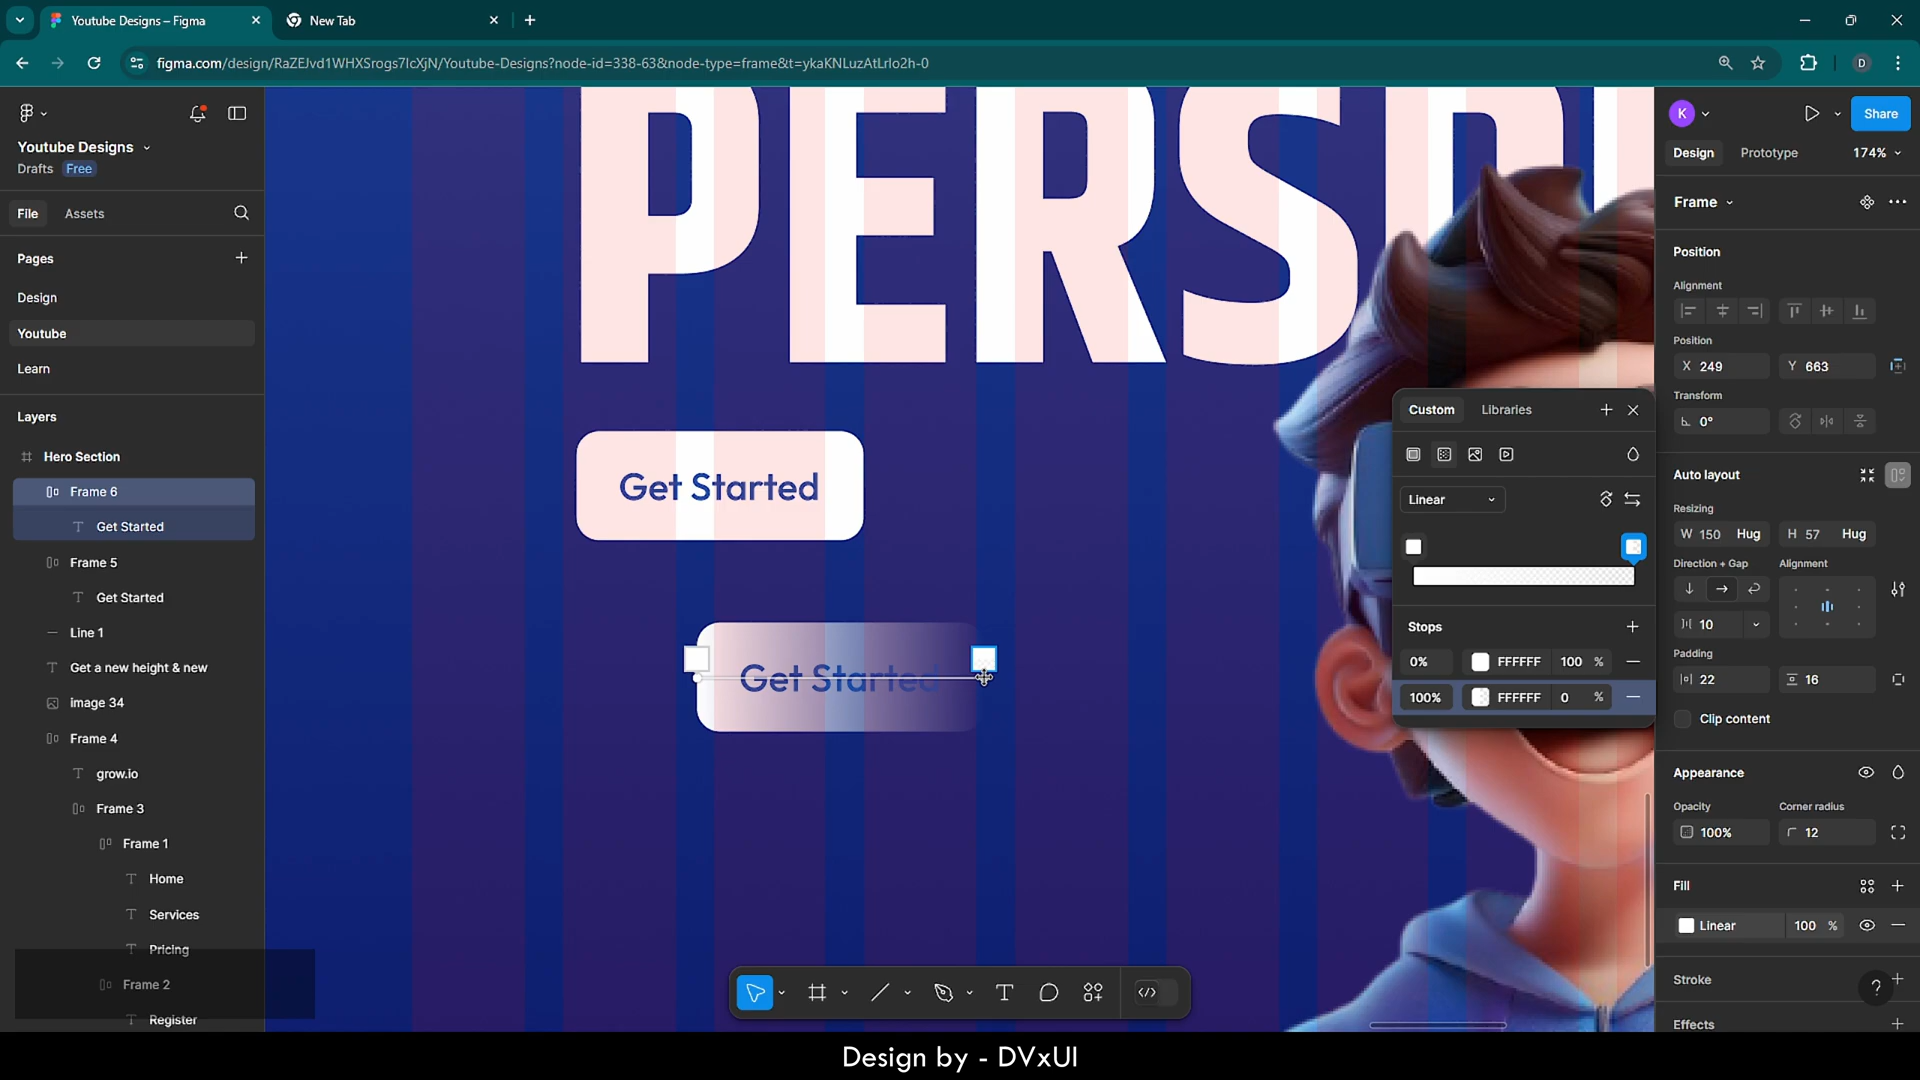 Youtube Designs – Figma
New Tab
figma.com/design/RaZEJvd1WHXSrogs7lcXjN/Youtube-Designs?node-id=338-63&node-type=frame&t=ykaKNLuzAtLrlo2h-0
D
Youtube Designs
Drafts Free
File Assets
Pages
Design
Youtube
Learn
Layers
Hero Section
Frame 6
Get Started
Frame 5
Get Started
Line 1
Get a new height & new
image 34
Frame 4
grow.io
Frame 3
Frame 1
Home
Services
Pricing
Frame 2
Register
PERS
Get Started
Get Started
Custom Libraries
Linear
Stops
0% FFFFFF 100 %
100% FFFFFF 0 %
K Share
Design Prototype 174%
Frame
Position
Alignment
Position
X 249 Y 663
Transform
0°
Auto layout
Resizing
W 150 Hug H 57 Hug
Direction + Gap Alignment
10
Padding
22 16
Clip content
Appearance
Opacity Corner radius
100% 12
Fill
Linear 100 %
Stroke
?
Effects
Design by - DVxUI